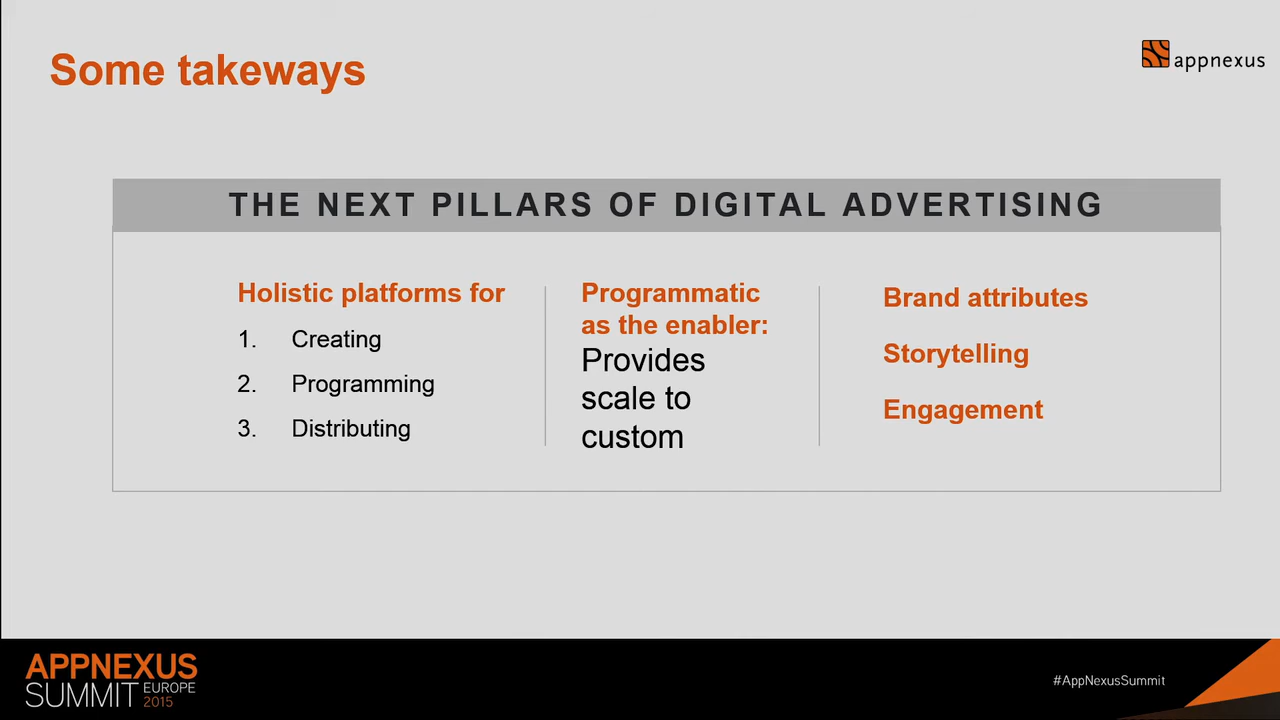 Some takeways
appnexus
THE NEXT PILLARS OF DIGITAL ADVERTISING
Holistic platforms for
1. Creating
2. Programming
3. Distributing
Programmatic
as the enabler:
Provides
scale to
custom
Brand attributes
Storytelling
Engagement
APPNEXUS
SUMMIT EUROPE 2015
#AppNexusSummit